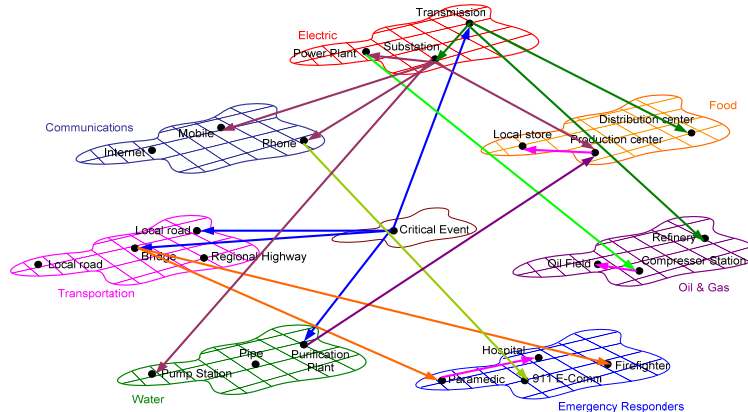 Transmission
Electric
Substation
Power Plant
Food
Distribution center
Communications
Mobile
Local store
Production center
Phone
Internet
Local road
Critical Event
Refinery
Bridge
Regional Highway
Local road
Oil Field
Compressor Station
Transportation
Oil & Gas
Pipe
Purification
Plant
Hospital
Firefighter
Pump Station
Paramedic
911 E-Comm
Water
Emergency Responders